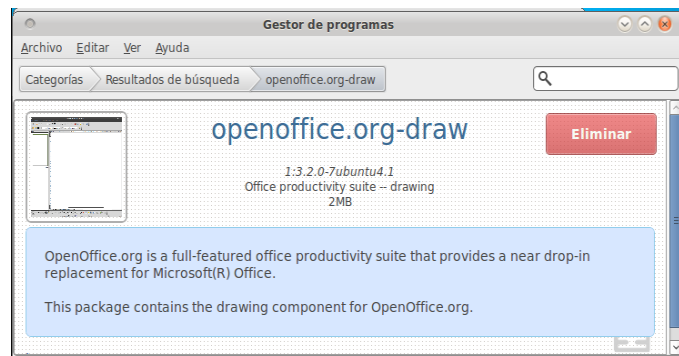 Gestor de programas
Archivo Editar Ver Ayuda
Categorías Resultados de búsqueda openoffice.org-draw
openoffice.org-draw
Eliminar
1:3.2.0-7ubuntu4.1
Office productivity suite -- drawing
2MB
OpenOffice.org is a full-featured office productivity suite that provides a near drop-in
replacement for Microsoft(R) Office.
This package contains the drawing component for OpenOffice.org.